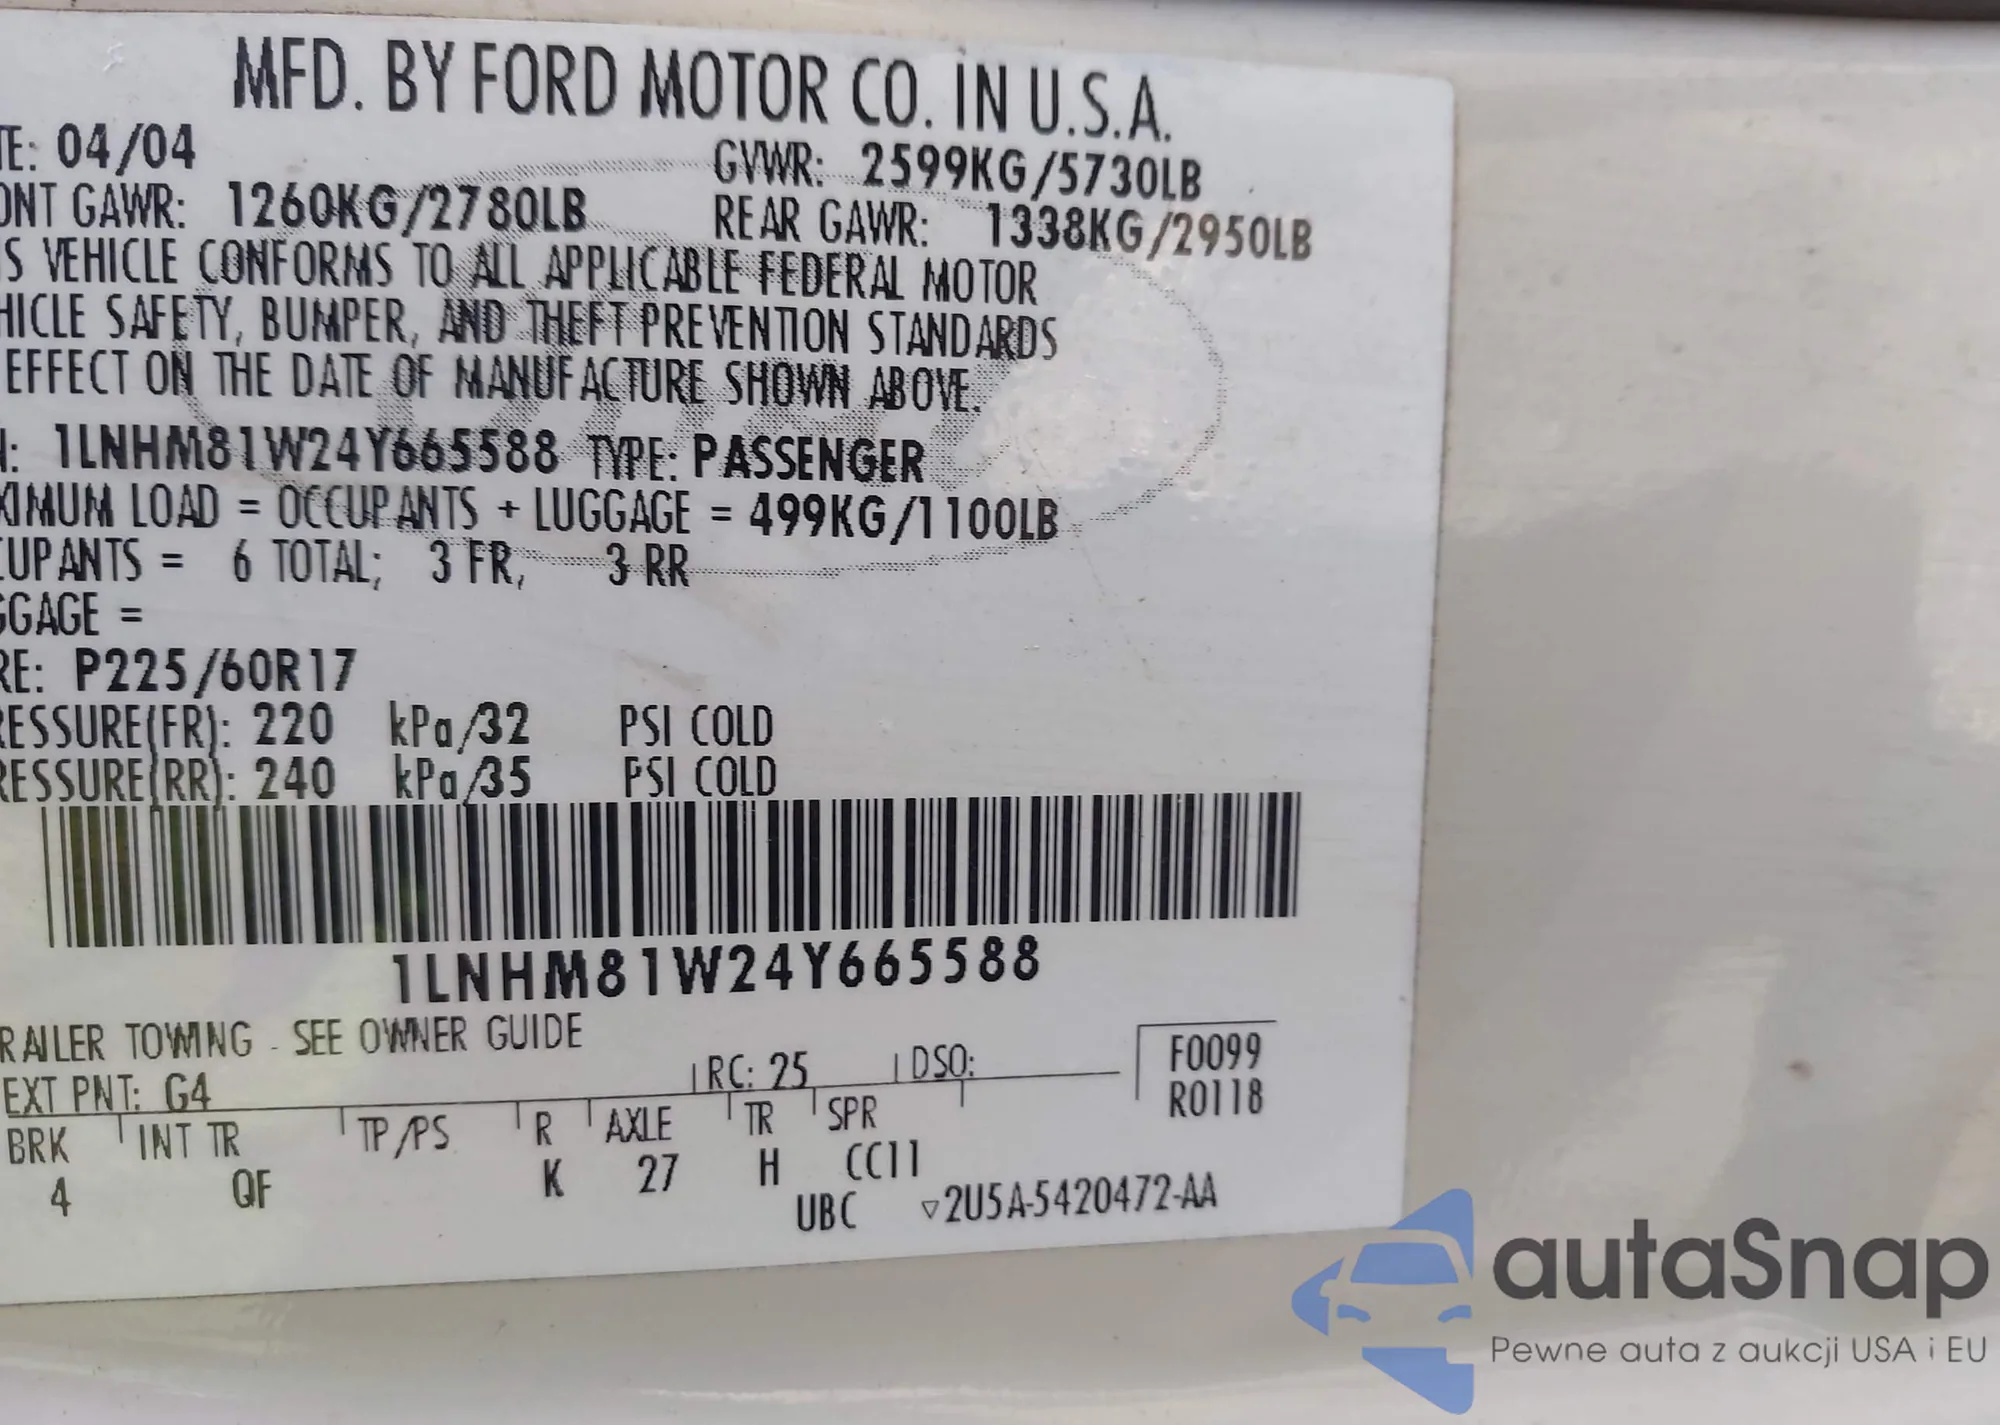 MFD. BY FORD MOTOR CO. IN U.S.A.
TE: 04/04 GVWR: 2599KG/5730LB
ONT GAWR: 1260KG/2780LB REAR GAWR: 1338KG/2950LB
IS VEHICLE CONFORMS TO ALL APPLICABLE FEDERAL MOTOR
HICLE SAFETY, BUMPER, AND THEFT PREVENTION STANDARDS
EFFECT ON THE DATE OF MANUFACTURE SHOWN ABOVE.
N: 1LNHM81W24Y665588 TYPE: PASSENGER
XIMUM LOAD = OCCUPANTS + LUGGAGE = 499KG/1100LB
CUPANTS = 6 TOTAL; 3 FR, 3 RR
GGAGE =
RE: P225/60R17
RESSURE(FR): 220 kPa/32 PSI COLD
RESSURE(RR): 240 kPa/35 PSI COLD
1LNHM81W24Y665588
RAILER TOWING - SEE OWNER GUIDE
EXT PNT: G4 RC: 25 DSO: F0099
R0118
BRK INT TR TP/PS R AXLE TR SPR
4 QF K 27 H CC11
UBC ▽2U5A-5420472-AA
autaSnap
Pewne auta z aukcji USA i EU